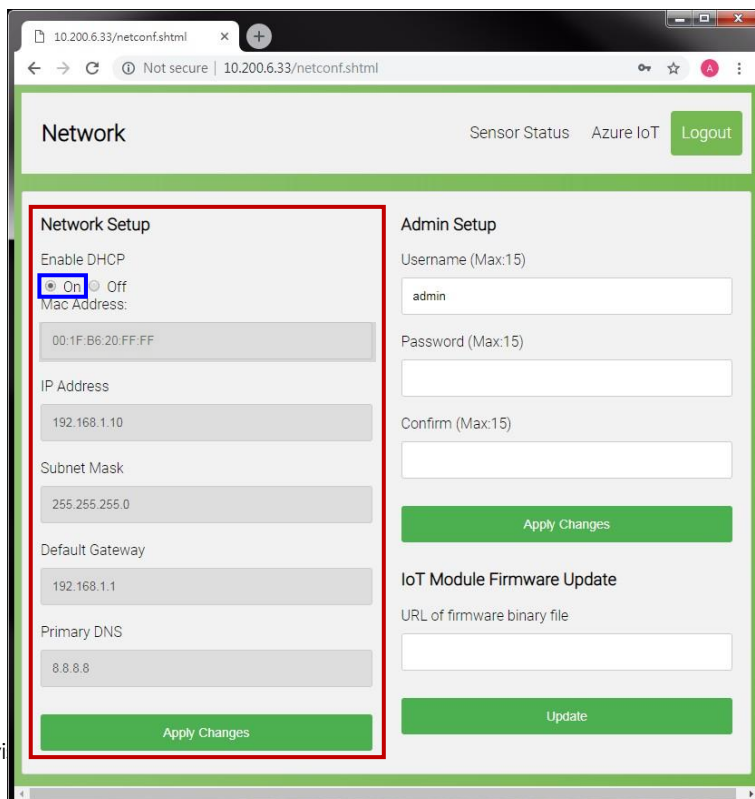 10.200.6.33/netconf.shtml
Not secure | 10.200.6.33/netconf.shtml
A
Network
Sensor Status Azure IoT Logout
Network Setup
Enable DHCP
On Off
Mac Address:
00:1F:B6:20:FF:FF
IP Address
192.168.1.10
Subnet Mask
255.255.255.0
Default Gateway
192.168.1.1
Primary DNS
8.8.8.8
Apply Changes
Admin Setup
Username (Max:15)
admin
Password (Max:15)
Confirm (Max:15)
Apply Changes
IoT Module Firmware Update
URL of firmware binary file
Update